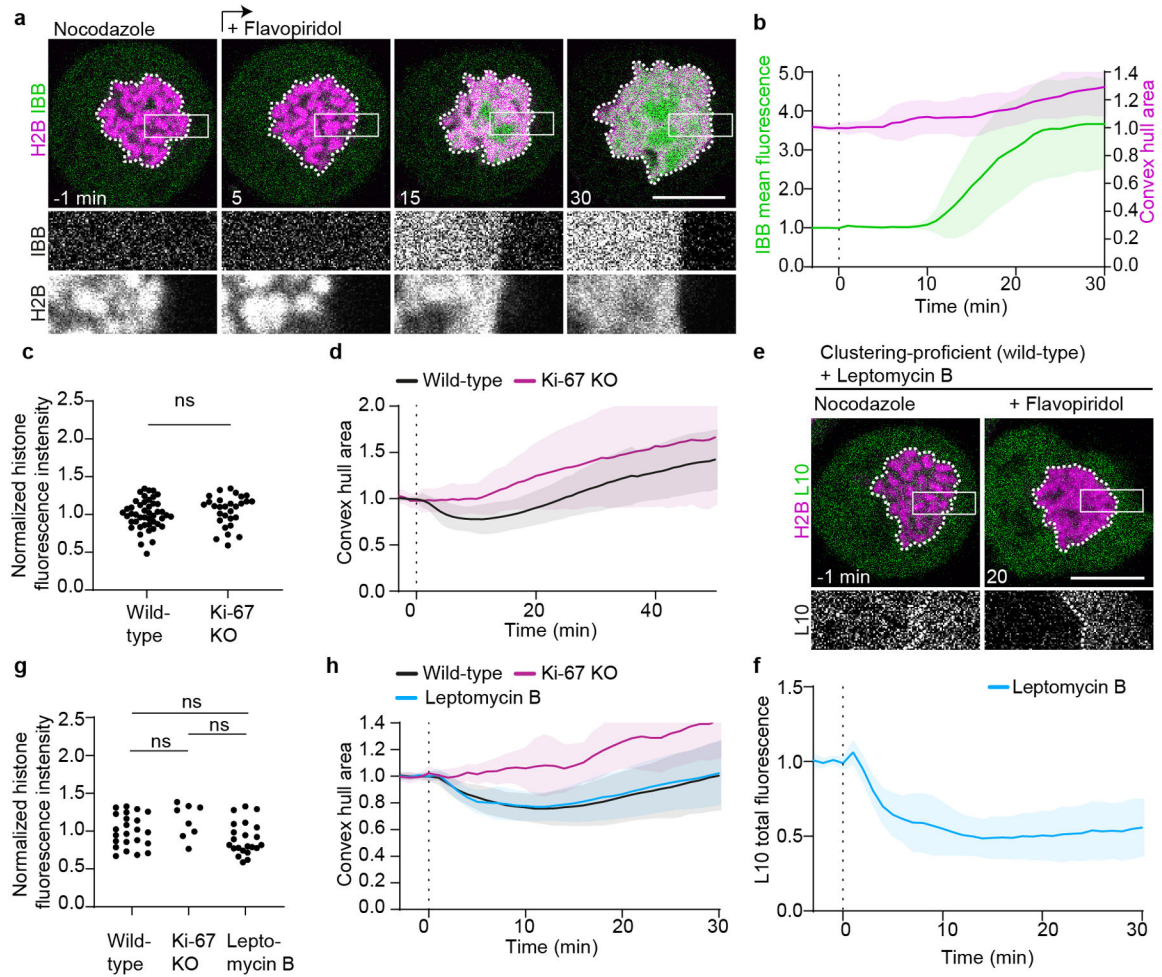 a
Nocodazole
+ Flavopiridol
H2B IBB
-1 min
5
15
30
IBB
H2B
b
IBB mean fluorescence
5.0
4.0
3.0
2.0
1.0
0.0
Convex hull area
1.4
1.2
1.0
0.8
0.6
0.4
0.2
0.0
0
10
20
30
Time (min)
c
Normalized histone
fluorescence instensity
2.5
2.0
1.5
1.0
0.5
0.0
ns
Wild-
type
Ki-67
KO
d
Wild-type
Ki-67 KO
Convex hull area
2.0
1.5
1.0
0.5
0.0
0
20
40
Time (min)
e
Clustering-proficient (wild-type)
+ Leptomycin B
Nocodazole
+ Flavopiridol
H2B L10
-1 min
20
L10
g
Normalized histone
fluorescence instensity
2.5
2.0
1.5
1.0
0.5
0.0
ns
ns
ns
Wild-
type
Ki-67
KO
Lepto-
mycin B
h
Wild-type
Ki-67 KO
Leptomycin B
Convex hull area
1.4
1.2
1.0
0.8
0.6
0.4
0.2
0.0
0
10
20
30
Time (min)
f
Leptomycin B
L10 total fluorescence
1.5
1.0
0.5
0.0
0
10
20
30
Time (min)